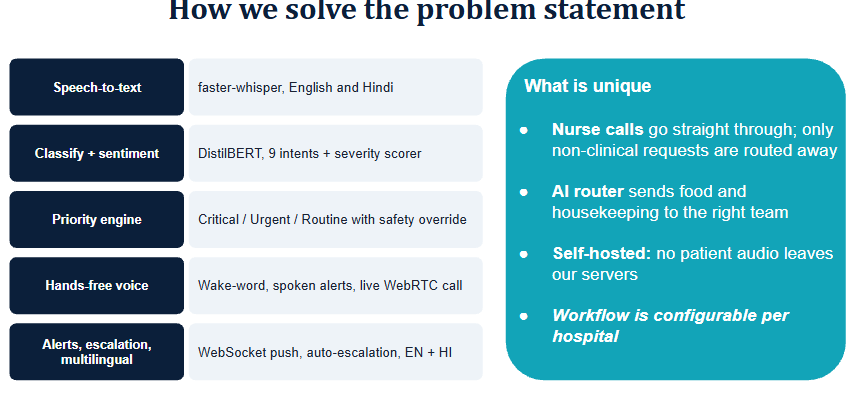 How we solve the problem statement
Speech-to-text
faster-whisper, English and Hindi
Classify + sentiment
DistilBERT, 9 intents + severity scorer
Priority engine
Critical / Urgent / Routine with safety override
Hands-free voice
Wake-word, spoken alerts, live WebRTC call
Alerts, escalation,
multilingual
WebSocket push, auto-escalation, EN + HI
What is unique
● Nurse calls go straight through; only
non-clinical requests are routed away
● AI router sends food and
housekeeping to the right team
● Self-hosted: no patient audio leaves
our servers
● Workflow is configurable per
hospital